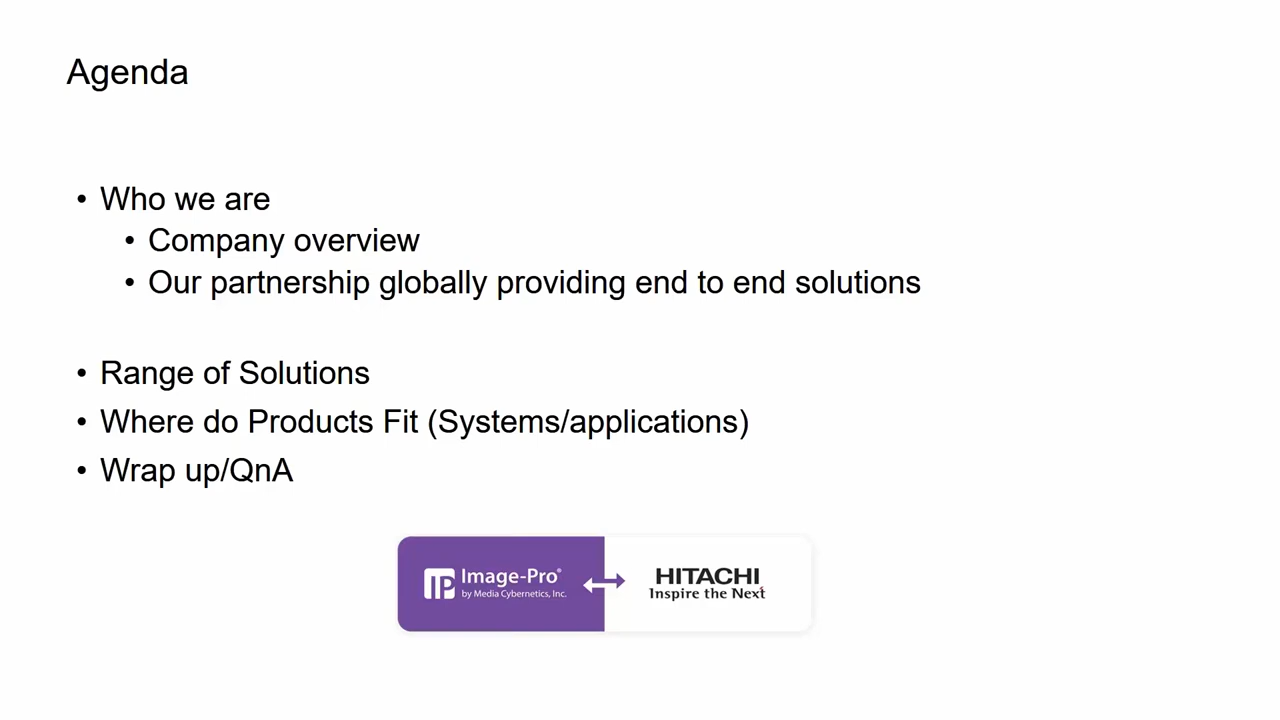 Agenda
• Who we are
• Company overview
• Our partnership globally providing end to end solutions
• Range of Solutions
• Where do Products Fit (Systems/applications)
• Wrap up/QnA
IP Image-Pro®
by Media Cybernetics, Inc.
HITACHI
Inspire the Next